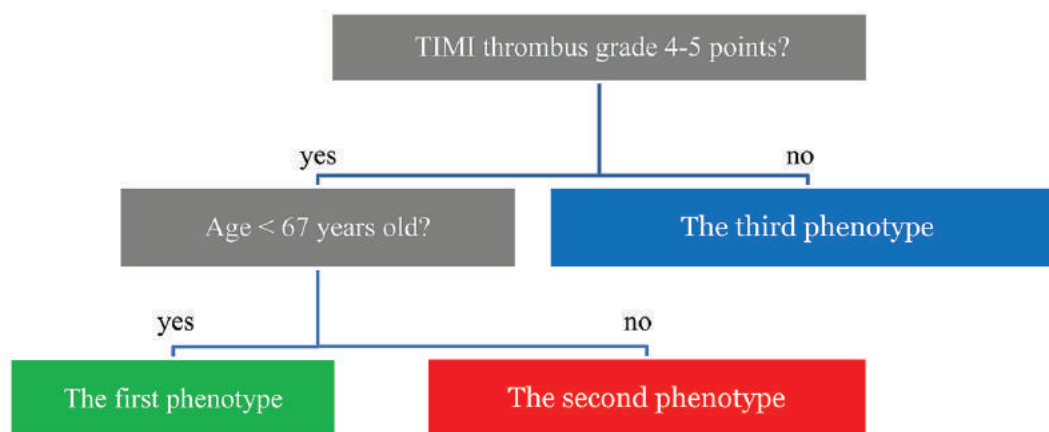 TIMI thrombus grade 4-5 points?
yes
no
Age < 67 years old?
The third phenotype
yes
no
The first phenotype
The second phenotype